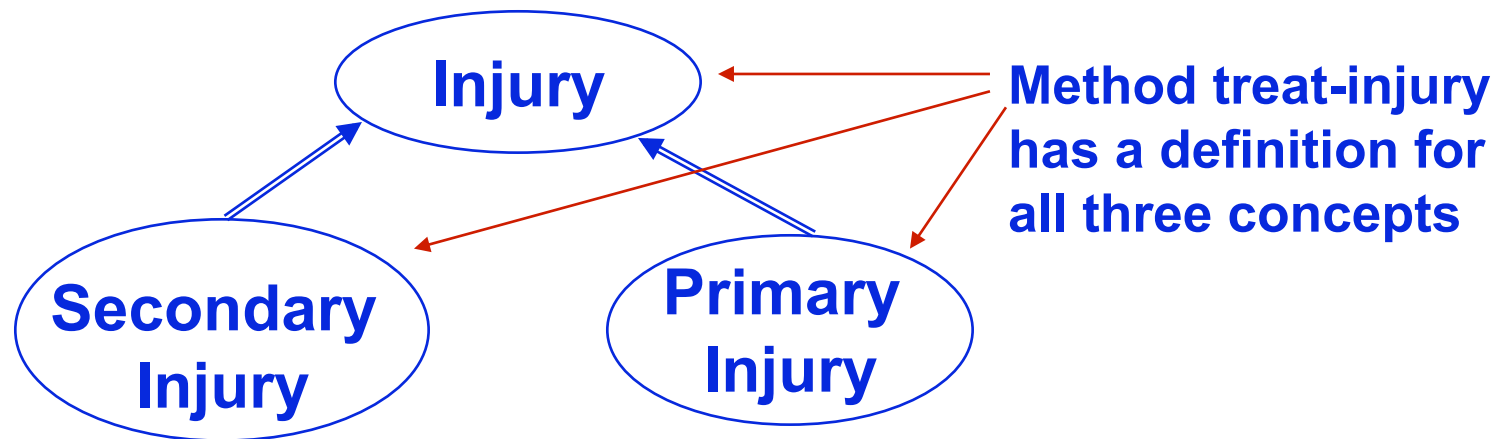 Injury
Method treat-injury
has a definition for
all three concepts
Secondary
Injury
Primary
Injury